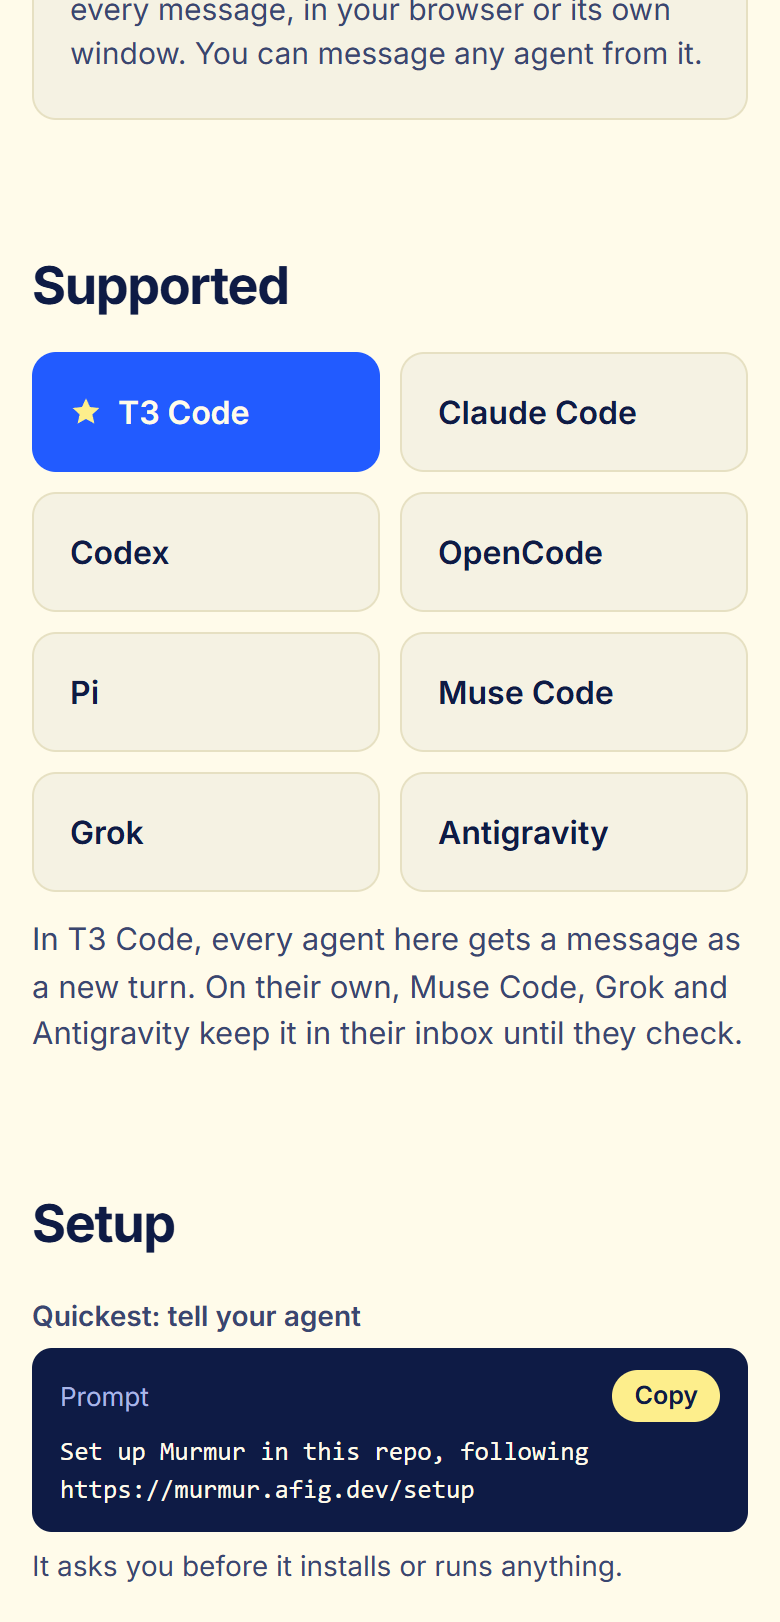 every message, in your browser or its own
window. You can message any agent from it.
Supported
T3 Code
Claude Code
Codex
OpenCode
Pi
Muse Code
Grok
Antigravity
In T3 Code, every agent here gets a message as
a new turn. On their own, Muse Code, Grok and
Antigravity keep it in their inbox until they check.
Setup
Quickest: tell your agent
Prompt
Copy
Set up Murmur in this repo, following
https://murmur.afig.dev/setup
It asks you before it installs or runs anything.